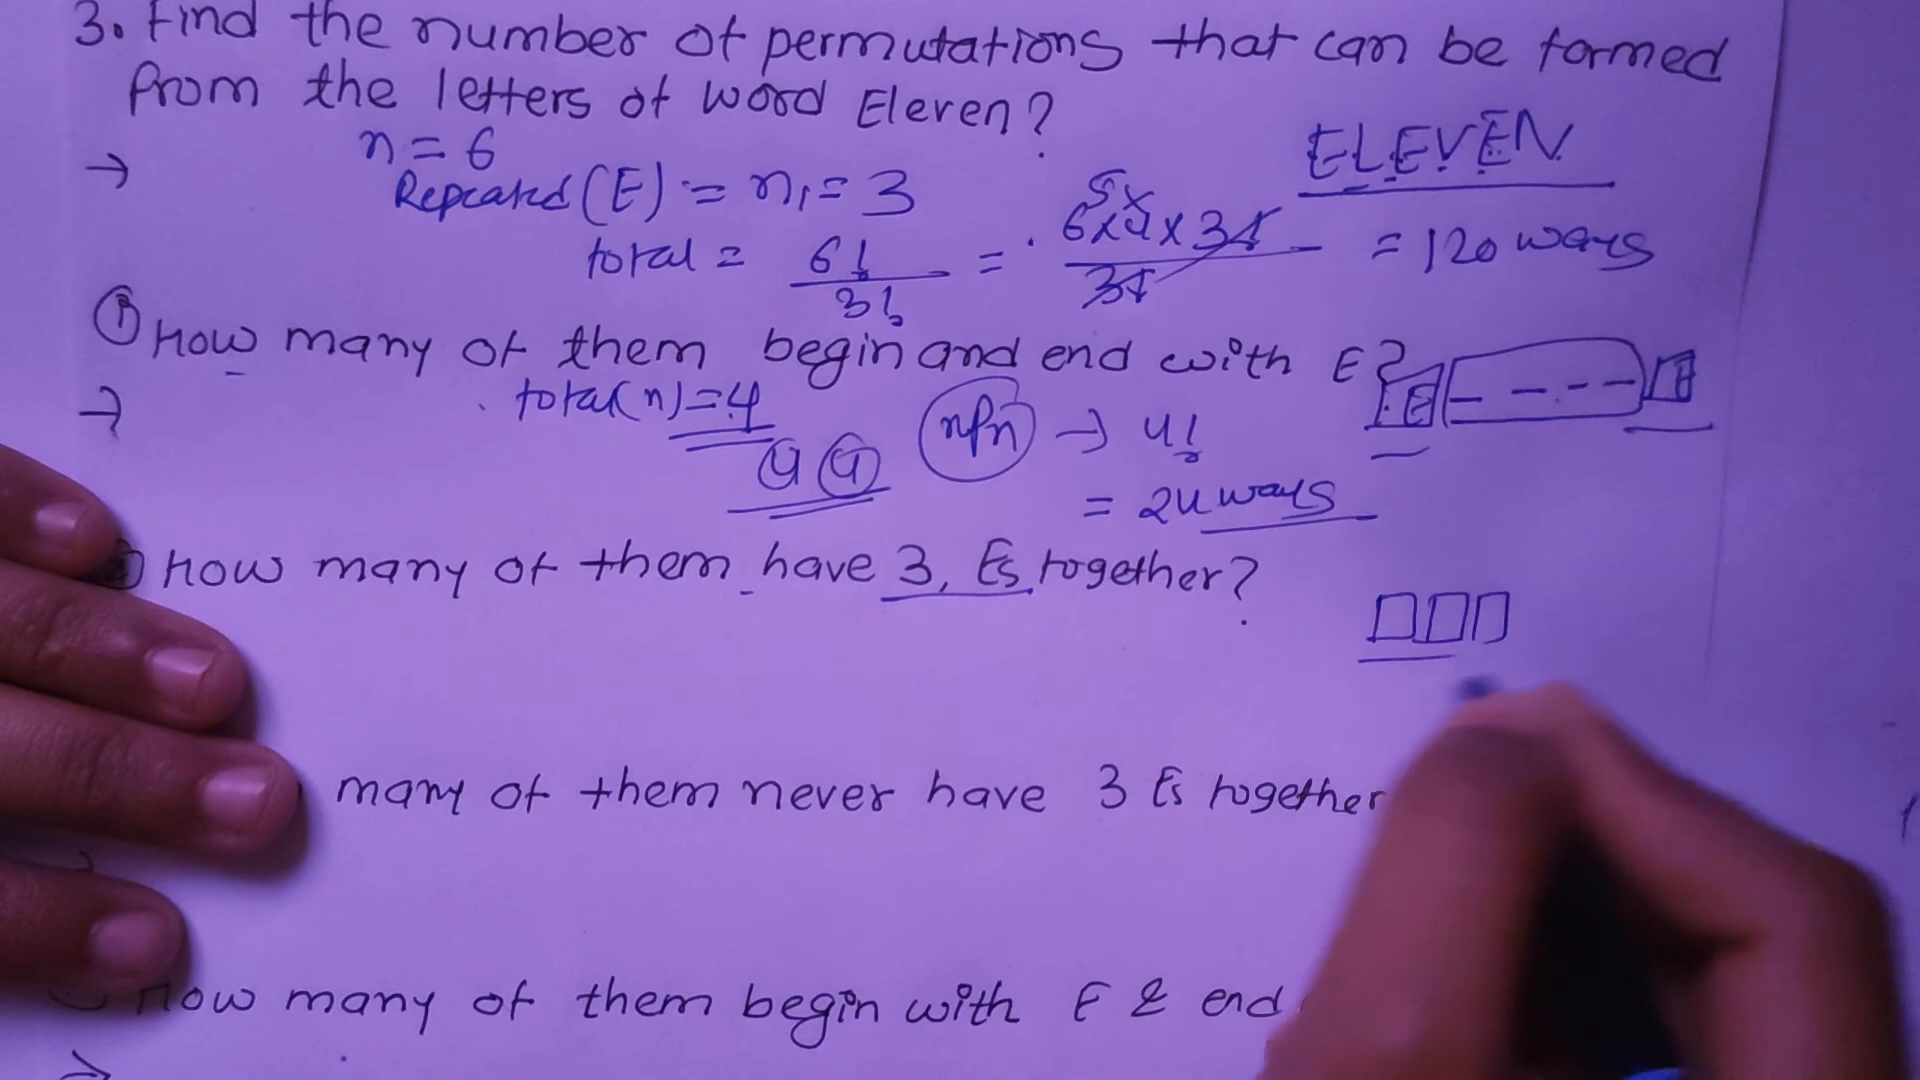 3. Find the number of permutations that can be formed
from the letters of word Eleven?
ELEVEN
→ n = 6
Repeated (E) = n₁ = 3
total = 6! / 3! = 6×5×4×3! / 3! = 120 ways
① How many of them begin and end with E?
E _ _ _ _ E
→ total(n) = 4
4 4 nPn → 4!
= 24 ways
② How many of them have 3, Es together?
many of them never have 3 Es together
How many of them begin with E & end